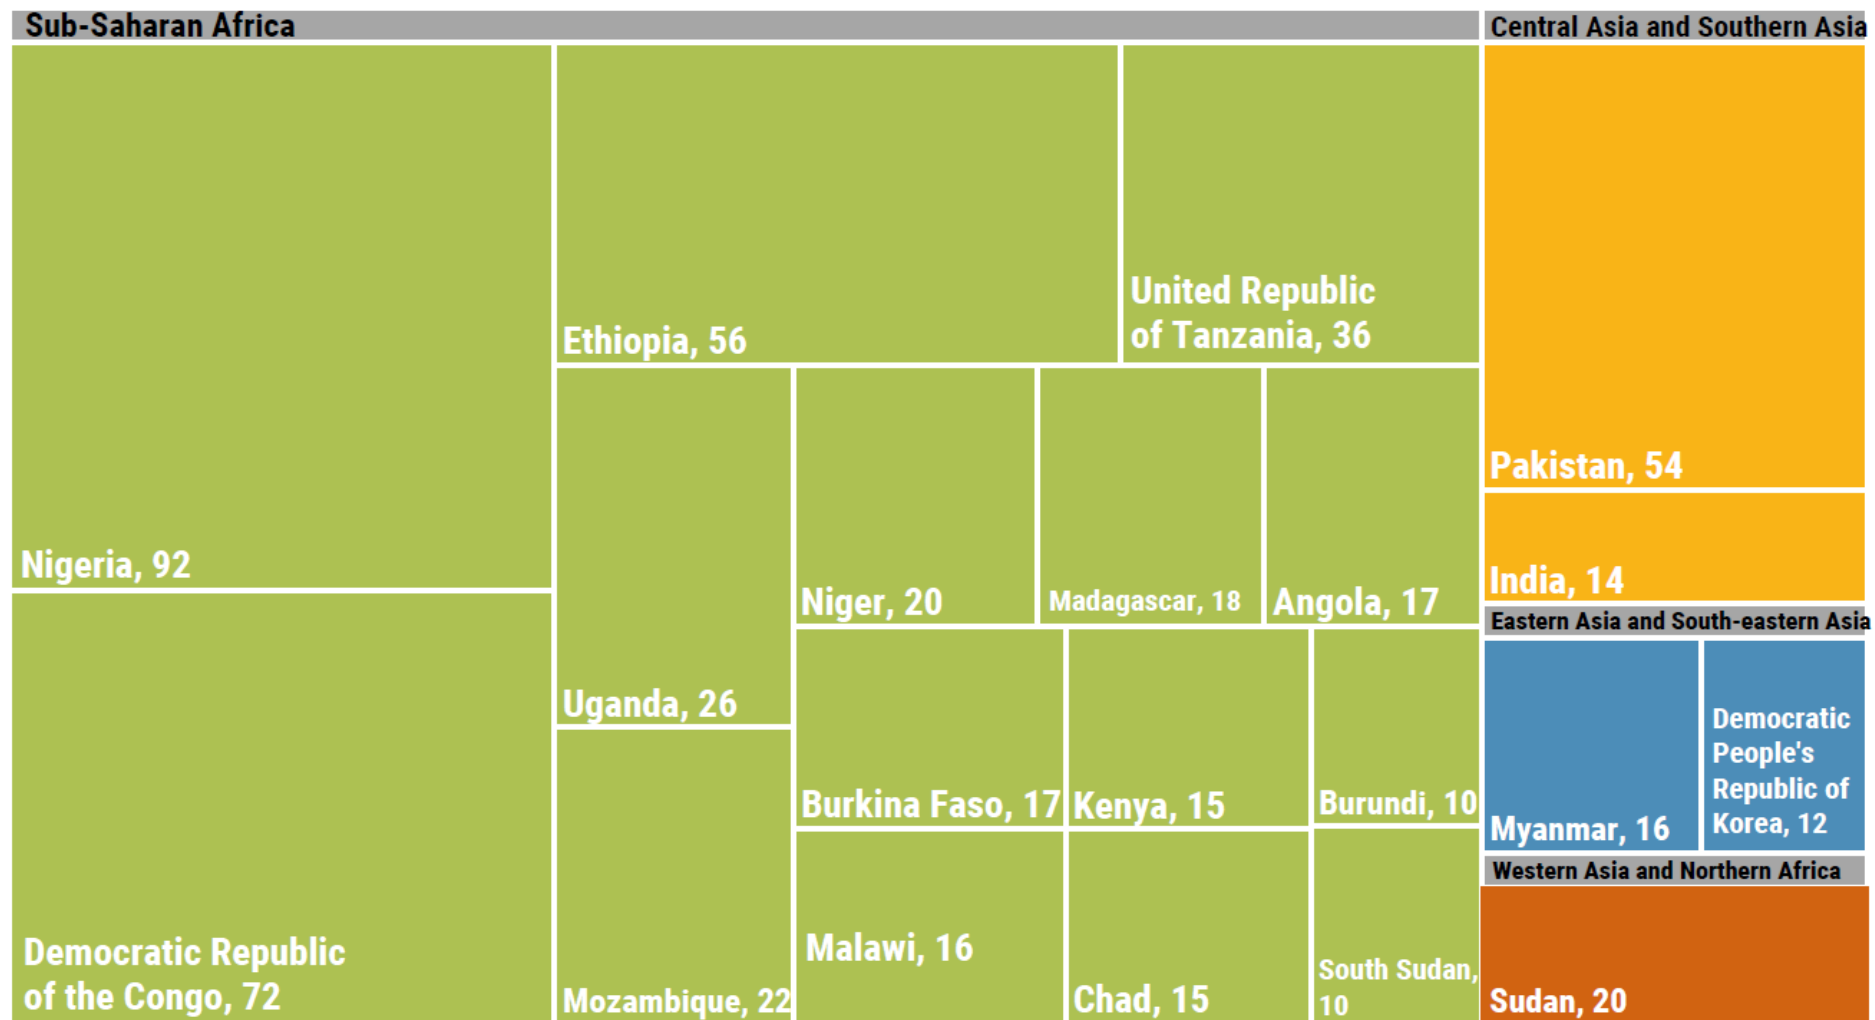 Sub-Saharan Africa
Nigeria, 92
Democratic Republic
of the Congo, 72
Ethiopia, 56
United Republic
of Tanzania, 36
Uganda, 26
Mozambique, 22
Niger, 20
Madagascar, 18
Angola, 17
Burkina Faso, 17
Kenya, 15
Burundi, 10
Malawi, 16
Chad, 15
South Sudan,
10
Central Asia and Southern Asia
Pakistan, 54
India, 14
Eastern Asia and South-eastern Asia
Myanmar, 16
Democratic
People's
Republic of
Korea, 12
Western Asia and Northern Africa
Sudan, 20